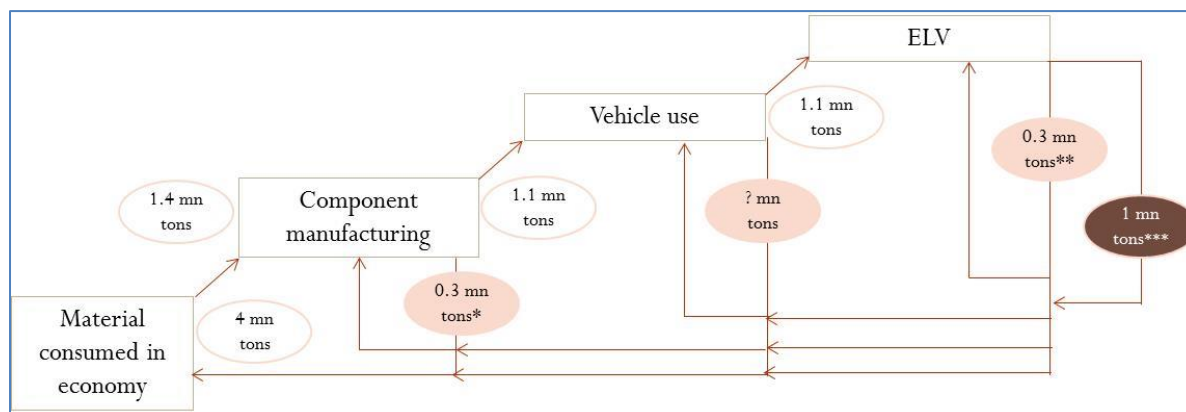 ELV
1.1 mn
tons
0.3 mn
tons**
Vehicle use
1.4 mn
tons
Component
manufacturing
1.1 mn
tons
? mn
tons
1 mn
tons***
Material
consumed in
economy
4 mn
tons
0.3 mn
tons*